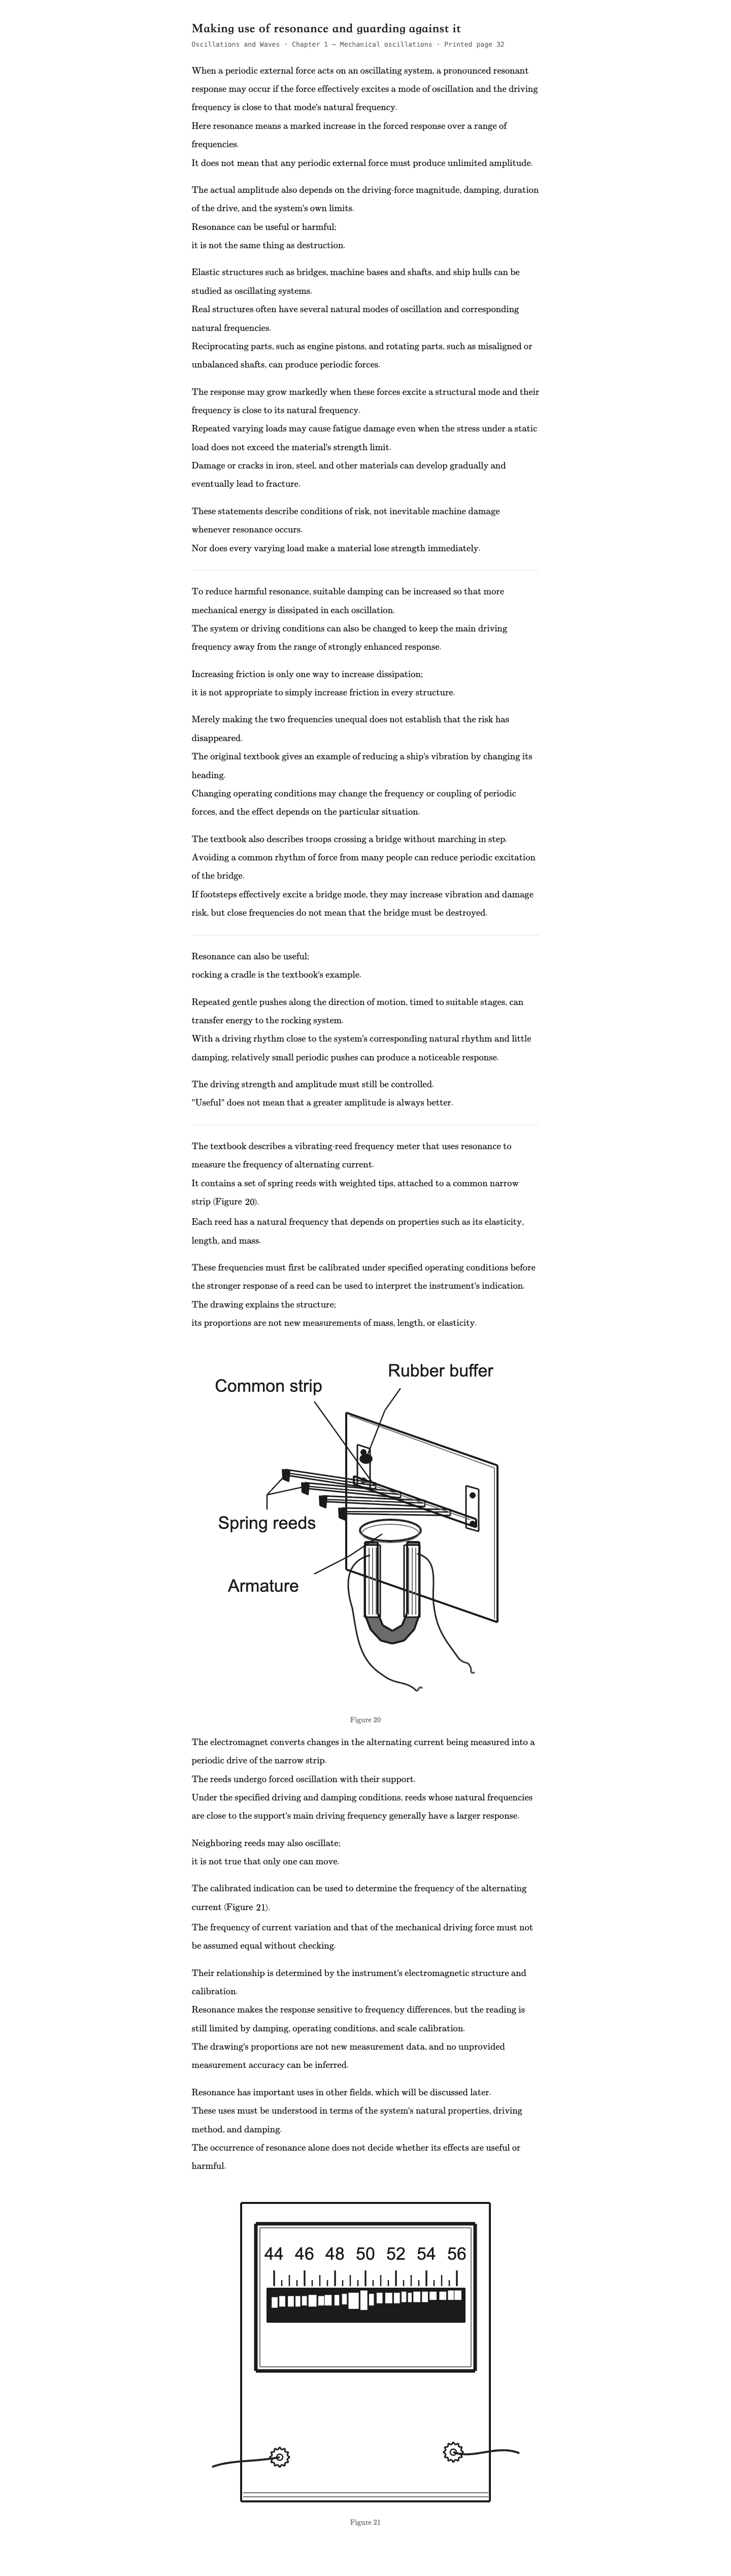 Making use of resonance and guarding against it
Oscillations and Waves · Chapter 1 — Mechanical oscillations · Printed page 32
When a periodic external force acts on an oscillating system, a pronounced resonant
response may occur if the force effectively excites a mode of oscillation and the driving
frequency is close to that mode's natural frequency.
Here resonance means a marked increase in the forced response over a range of
frequencies.
It does not mean that any periodic external force must produce unlimited amplitude.
The actual amplitude also depends on the driving-force magnitude, damping, duration
of the drive, and the system's own limits.
Resonance can be useful or harmful;
it is not the same thing as destruction.
Elastic structures such as bridges, machine bases and shafts, and ship hulls can be
studied as oscillating systems.
Real structures often have several natural modes of oscillation and corresponding
natural frequencies.
Reciprocating parts, such as engine pistons, and rotating parts, such as misaligned or
unbalanced shafts, can produce periodic forces.
The response may grow markedly when these forces excite a structural mode and their
frequency is close to its natural frequency.
Repeated varying loads may cause fatigue damage even when the stress under a static
load does not exceed the material's strength limit.
Damage or cracks in iron, steel, and other materials can develop gradually and
eventually lead to fracture.
These statements describe conditions of risk, not inevitable machine damage
whenever resonance occurs.
Nor does every varying load make a material lose strength immediately.
To reduce harmful resonance, suitable damping can be increased so that more
mechanical energy is dissipated in each oscillation.
The system or driving conditions can also be changed to keep the main driving
frequency away from the range of strongly enhanced response.
Increasing friction is only one way to increase dissipation;
it is not appropriate to simply increase friction in every structure.
Merely making the two frequencies unequal does not establish that the risk has
disappeared.
The original textbook gives an example of reducing a ship's vibration by changing its
heading.
Changing operating conditions may change the frequency or coupling of periodic
forces, and the effect depends on the particular situation.
The textbook also describes troops crossing a bridge without marching in step.
Avoiding a common rhythm of force from many people can reduce periodic excitation
of the bridge.
If footsteps effectively excite a bridge mode, they may increase vibration and damage
risk, but close frequencies do not mean that the bridge must be destroyed.
Resonance can also be useful;
rocking a cradle is the textbook's example.
Repeated gentle pushes along the direction of motion, timed to suitable stages, can
transfer energy to the rocking system.
With a driving rhythm close to the system's corresponding natural rhythm and little
damping, relatively small periodic pushes can produce a noticeable response.
The driving strength and amplitude must still be controlled.
"Useful" does not mean that a greater amplitude is always better.
The textbook describes a vibrating-reed frequency meter that uses resonance to
measure the frequency of alternating current.
It contains a set of spring reeds with weighted tips, attached to a common narrow
strip (Figure 20).
Each reed has a natural frequency that depends on properties such as its elasticity,
length, and mass.
These frequencies must first be calibrated under specified operating conditions before
the stronger response of a reed can be used to interpret the instrument's indication.
The drawing explains the structure;
its proportions are not new measurements of mass, length, or elasticity.
Rubber buffer
Common strip
Spring reeds
Armature
Figure 20
The electromagnet converts changes in the alternating current being measured into a
periodic drive of the narrow strip.
The reeds undergo forced oscillation with their support.
Under the specified driving and damping conditions, reeds whose natural frequencies
are close to the support's main driving frequency generally have a larger response.
Neighboring reeds may also oscillate;
it is not true that only one can move.
The calibrated indication can be used to determine the frequency of the alternating
current (Figure 21).
The frequency of current variation and that of the mechanical driving force must not
be assumed equal without checking.
Their relationship is determined by the instrument's electromagnetic structure and
calibration.
Resonance makes the response sensitive to frequency differences, but the reading is
still limited by damping, operating conditions, and scale calibration.
The drawing's proportions are not new measurement data, and no unprovided
measurement accuracy can be inferred.
Resonance has important uses in other fields, which will be discussed later.
These uses must be understood in terms of the system's natural properties, driving
method, and damping.
The occurrence of resonance alone does not decide whether its effects are useful or
harmful.
44 46 48 50 52 54 56
Figure 21